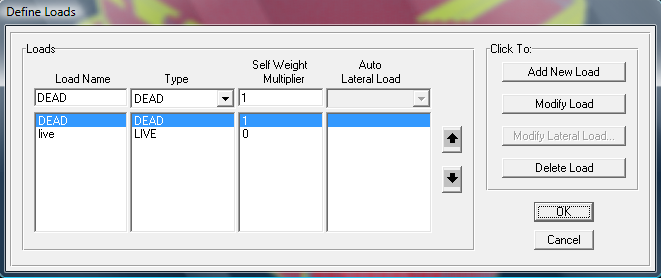 Define Loads
Loads
Click To:
Load Name Type Self Weight Multiplier Auto Lateral Load
DEAD DEAD 1
DEAD DEAD 1
live LIVE 0
Add New Load
Modify Load
Modify Lateral Load...
Delete Load
OK
Cancel